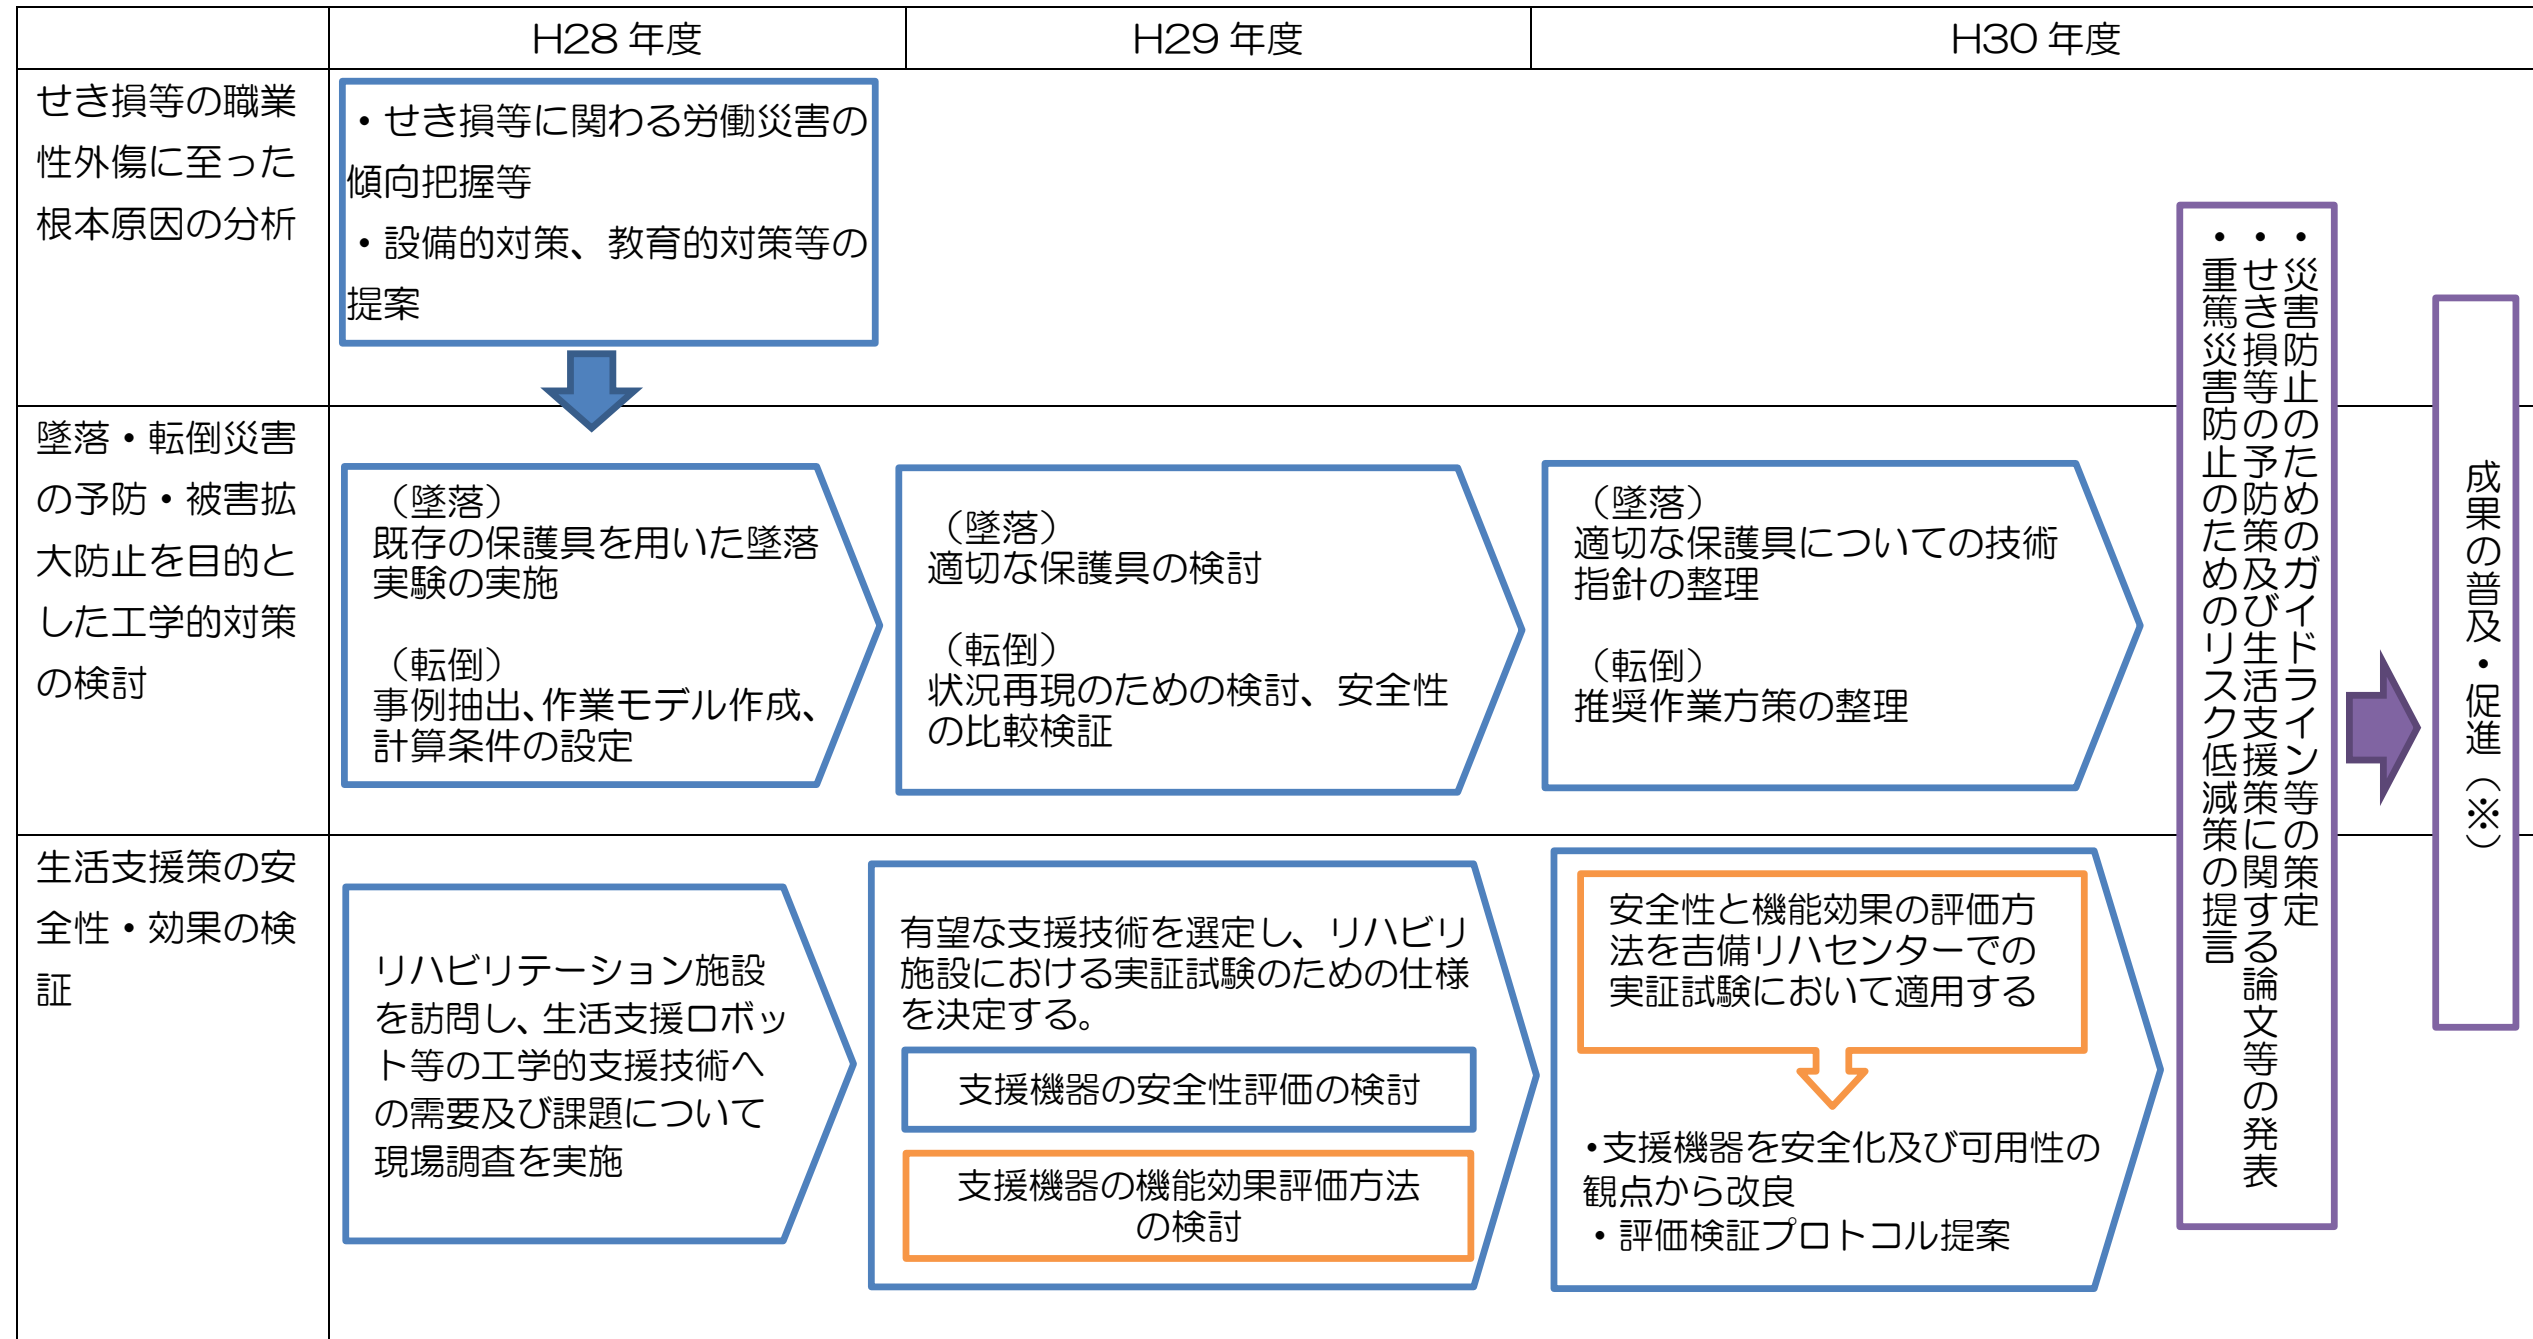 H28年度
H29年度
H30年度
せき損等の職業
性外傷に至った
根本原因の分析
・せき損等に関わる労働災害の
傾向把握等
・設備的対策、教育的対策等の
提案
墜落・転倒災害
の予防・被害拡
大防止を目的と
した工学的対策
の検討
（墜落）
既存の保護具を用いた墜落
実験の実施
（転倒）
事例抽出、作業モデル作成、
計算条件の設定
（墜落）
適切な保護具の検討
（転倒）
状況再現のための検討、安全性
の比較検証
（墜落）
適切な保護具についての技術
指針の整理
（転倒）
推奨作業方策の整理
生活支援策の安
全性・効果の検
証
リハビリテーション施設
を訪問し、生活支援ロボッ
ト等の工学的支援技術へ
の需要及び課題について
現場調査を実施
有望な支援技術を選定し、リハビリ
施設における実証試験のための仕様
を決定する。
支援機器の安全性評価の検討
支援機器の機能効果評価方法
の検討
安全性と機能効果の評価方
法を吉備リハセンターでの
実証試験において適用する
・支援機器を安全化及び可用性の
観点から改良
・評価検証プロトコル提案
・災害防止のためのガイドライン等の策定
・せき損等の予防策及び生活支援策に関する論文等の発表
・重篤災害防止のためのリスク低減策の提言
成果の普及・促進（※）